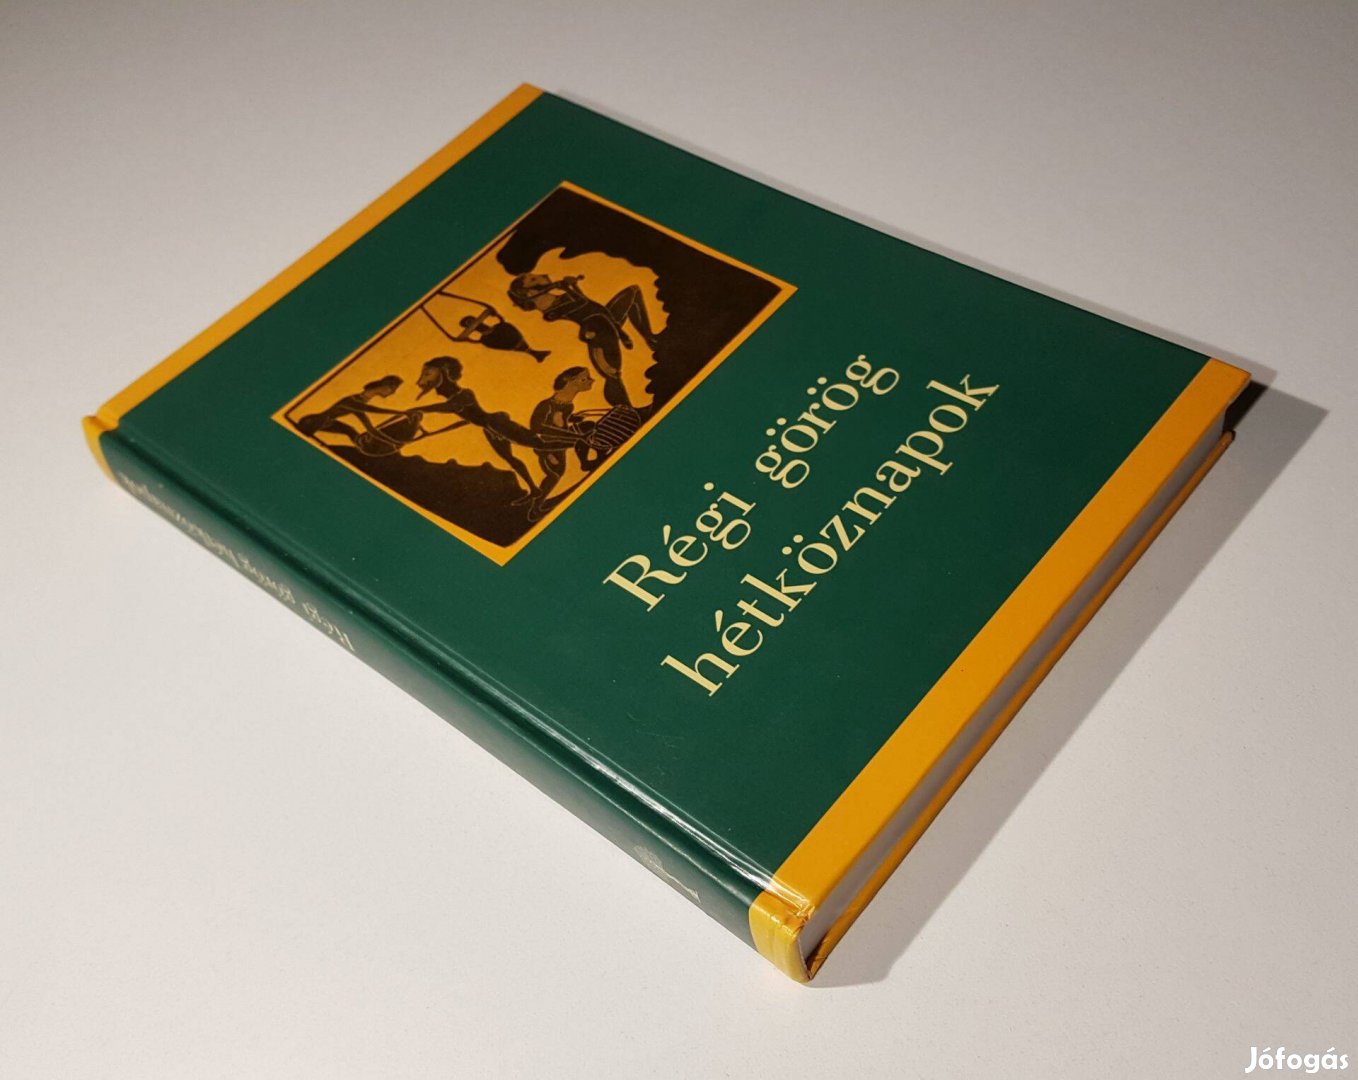 Régi görög
hétköznapok
Régi görög hétköznapok
Jófogás